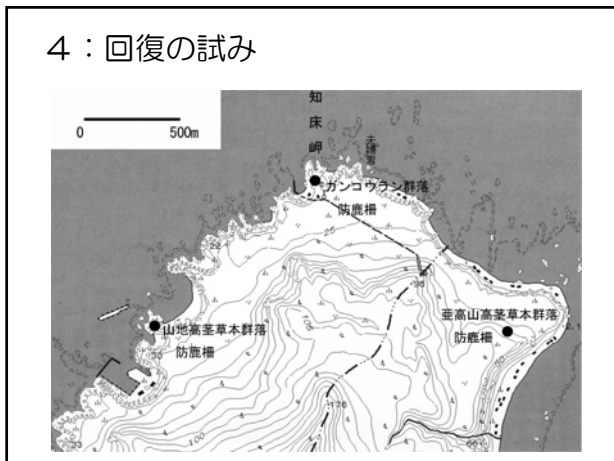 4：回復の試み
0 500m
知床岬
ガンコウラン群落
防鹿柵
亜高山高茎草本群落
防鹿柵
山地高茎草本群落
防鹿柵
100
176